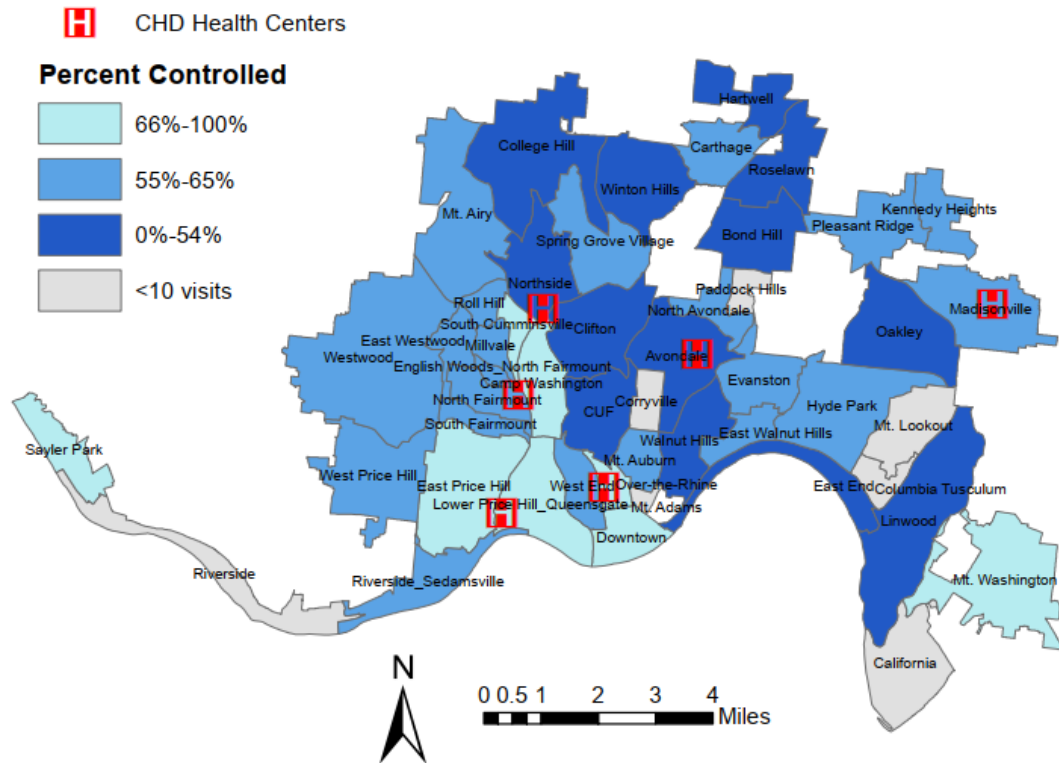 H CHD Health Centers
Percent Controlled
66%-100%
55%-65%
0%-54%
<10 visits
Hartwell
College Hill
Carthage
Roselawn
Winton Hills
Mt. Airy
Kennedy Heights
Pleasant Ridge
Bond Hill
Spring Grove Village
Northside
Paddock Hills
Roll Hill
H
H
Madisonville
North Avondale
South Cumminsville
Clifton
Oakley
East Westwood
Millvale
Westwood
H
Avondale
English Woods_North Fairmount
Camp Washington
Evanston
H
North Fairmount
Corryville
CUF
Hyde Park
Mt. Lookout
South Fairmount
Walnut Hills
East Walnut Hills
Sayler Park
Mt. Auburn
West Price Hill
East Price Hill
West End
H
Over-the-Rhine
East End
Columbia Tusculum
Lower Price Hill_Queensgate
Mt. Adams
H
Linwood
Downtown
Riverside
Riverside_Sedamsville
Mt. Washington
California
N
0 0.5 1 2 3 4
Miles